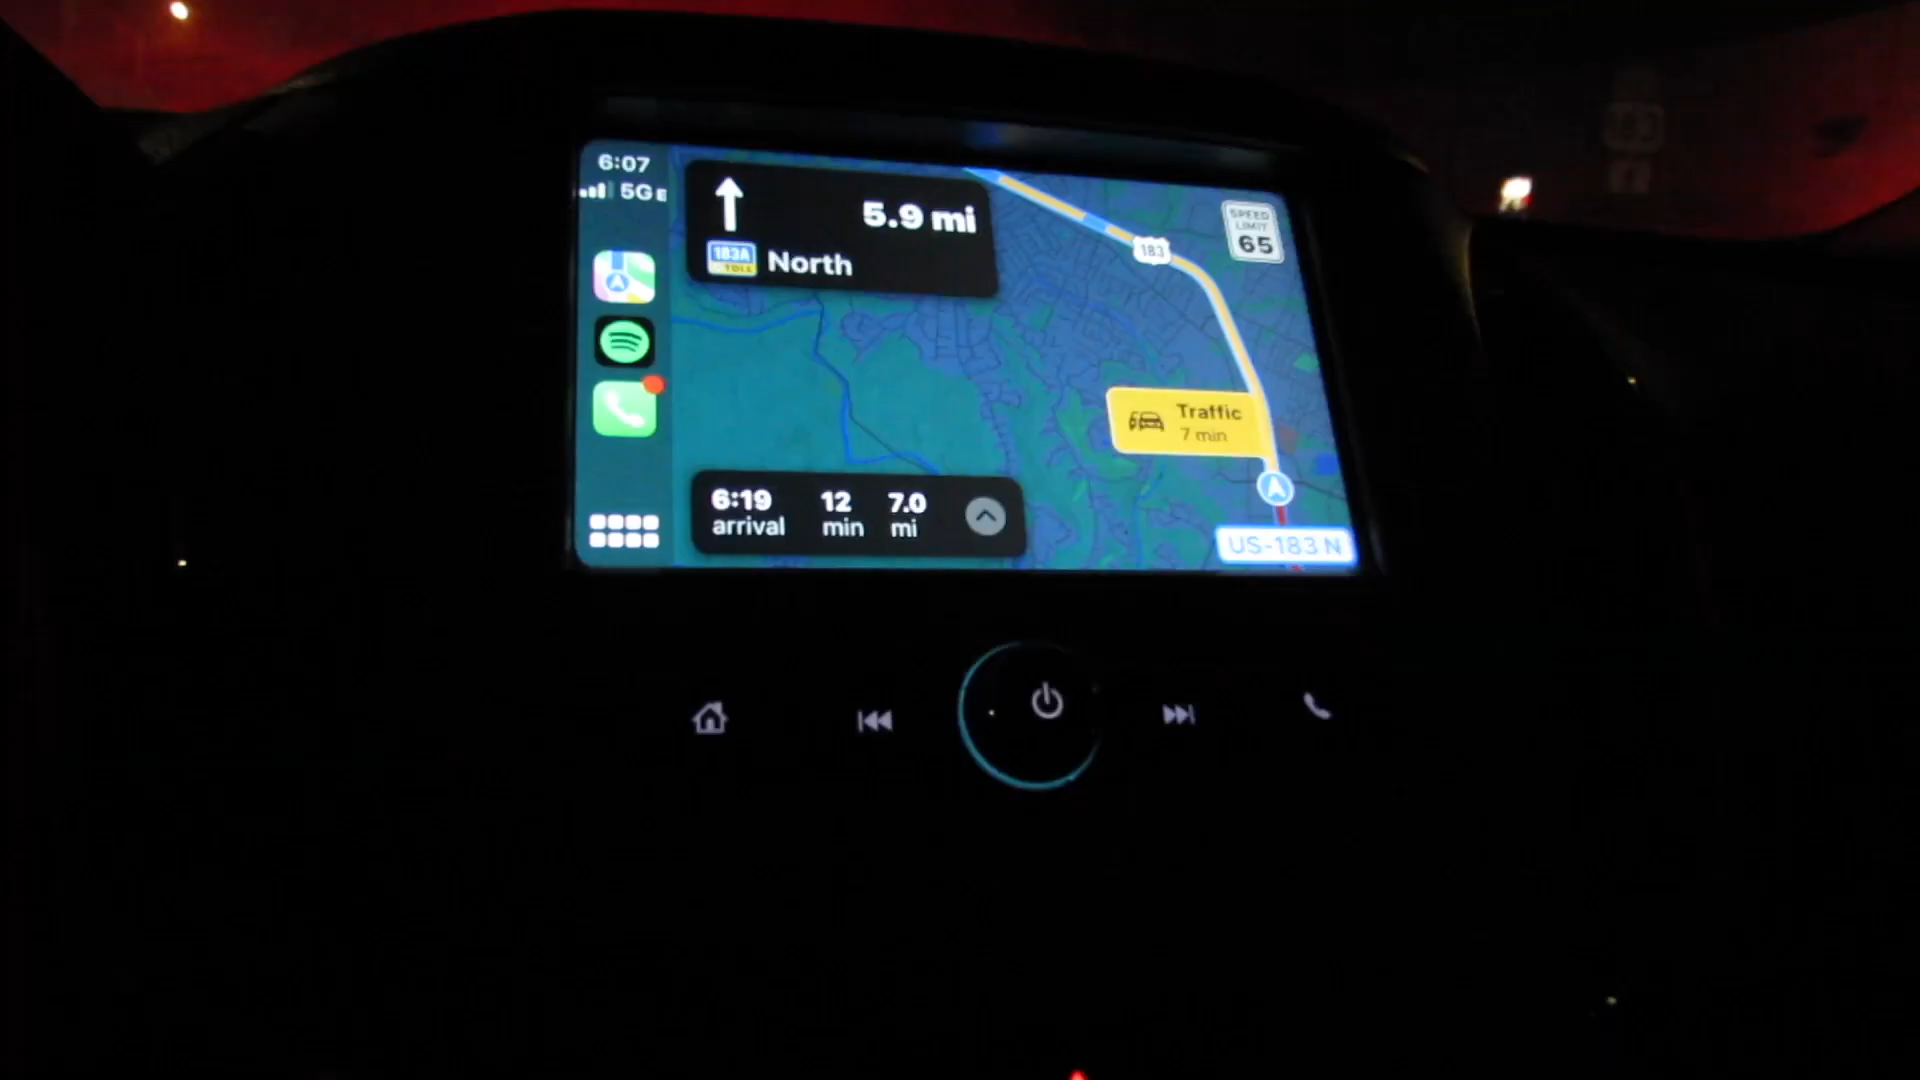 6:07
5G E
5.9 mi
183A
TOLL
North
183
SPEED
LIMIT
65
Traffic
7 min
6:19
arrival
12
min
7.0
mi
US-183 N